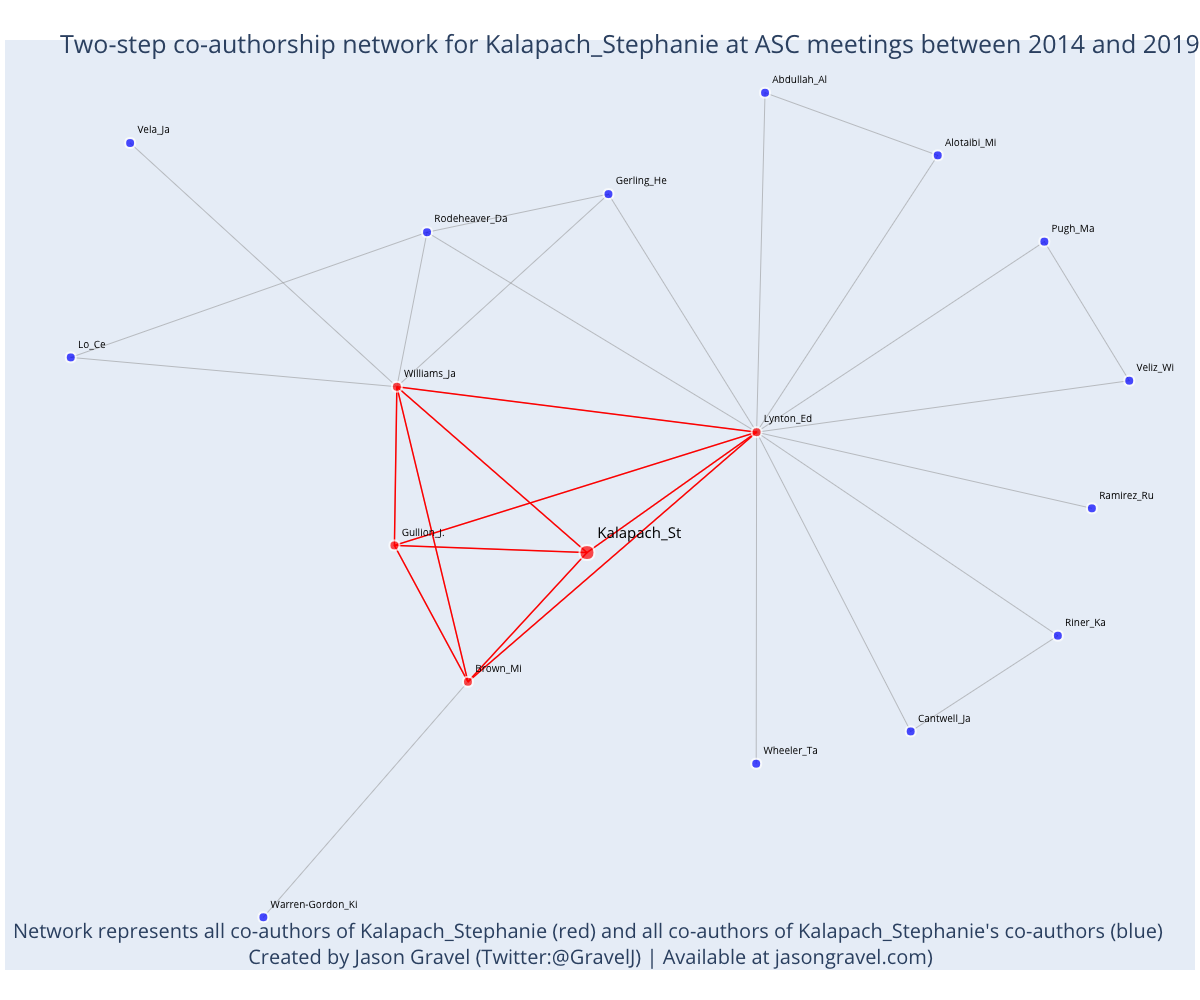 Two-step co-authorship network for Kalapach_Stephanie at ASC meetings between 2014 and 2019
Abdullah_Al
Vela_Ja
Alotaibi_Mi
Gerling_He
Rodeheaver_Da
Pugh_Ma
Lo_Ce
Veliz_Wi
Williams_Ja
Lynton_Ed
Ramirez_Ru
Gullion_J.
Kalapach_St
Riner_Ka
Brown_Mi
Cantwell_Ja
Wheeler_Ta
Warren-Gordon_Ki
Network represents all co-authors of Kalapach_Stephanie (red) and all co-authors of Kalapach_Stephanie's co-authors (blue)
Created by Jason Gravel (Twitter:@GravelJ) | Available at jasongravel.com)